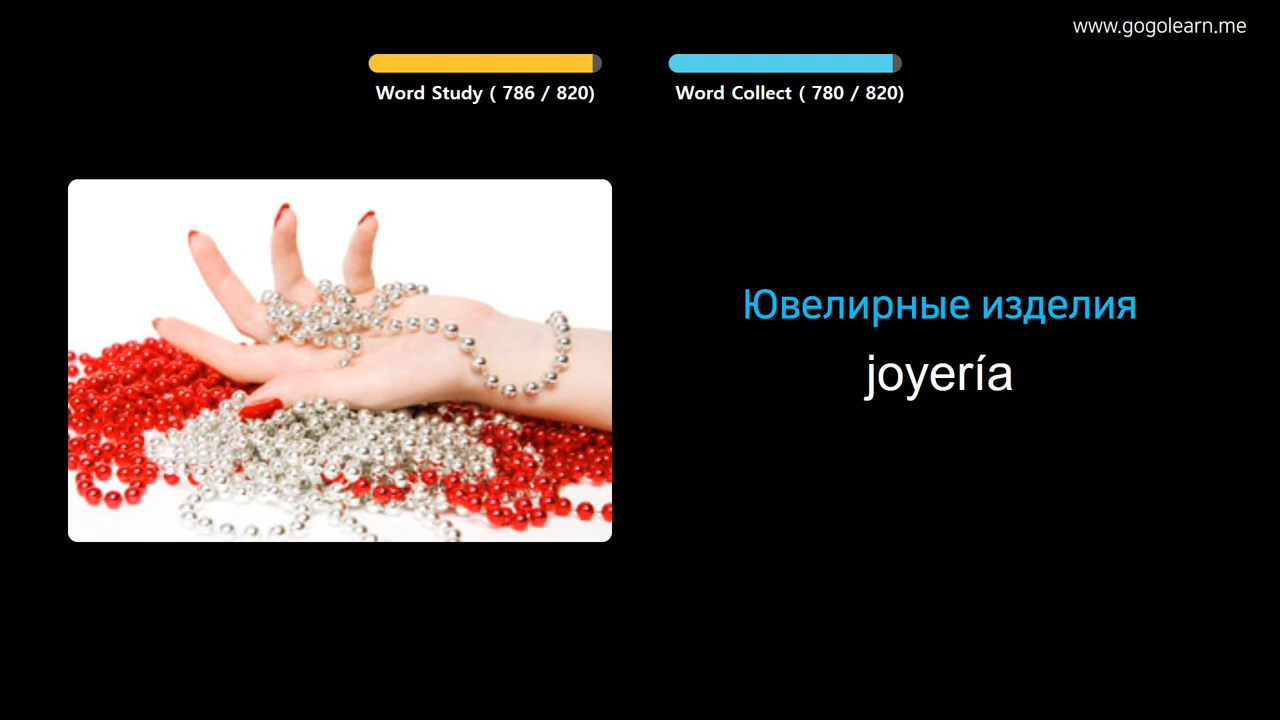 www.gogolearn.me
Word Study ( 786 / 820)
Word Collect ( 780 / 820)
Ювелирные изделия
joyería